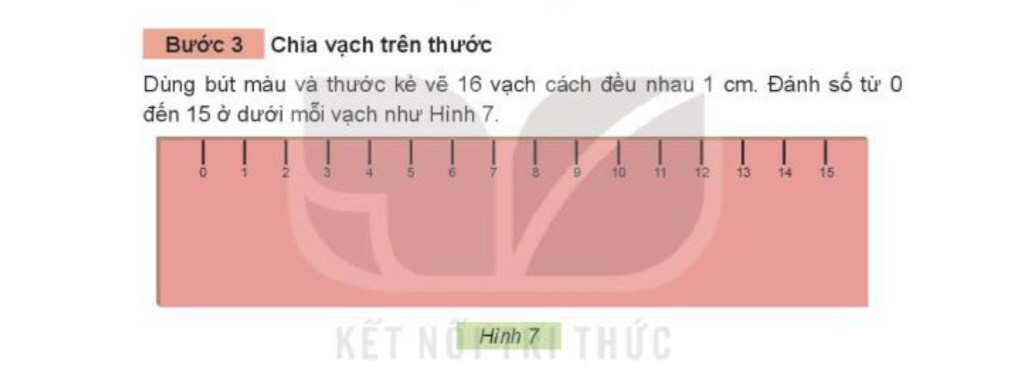 Bước 3 Chia vạch trên thước
Dùng bút màu và thước kẻ vẽ 16 vạch cách đều nhau 1 cm. Đánh số từ 0
đến 15 ở dưới mỗi vạch như Hình 7.
0 1 2 3 4 5 6 7 8 9 10 11 12 13 14 15
Hình 7
KẾT NỐI TRI THỨC